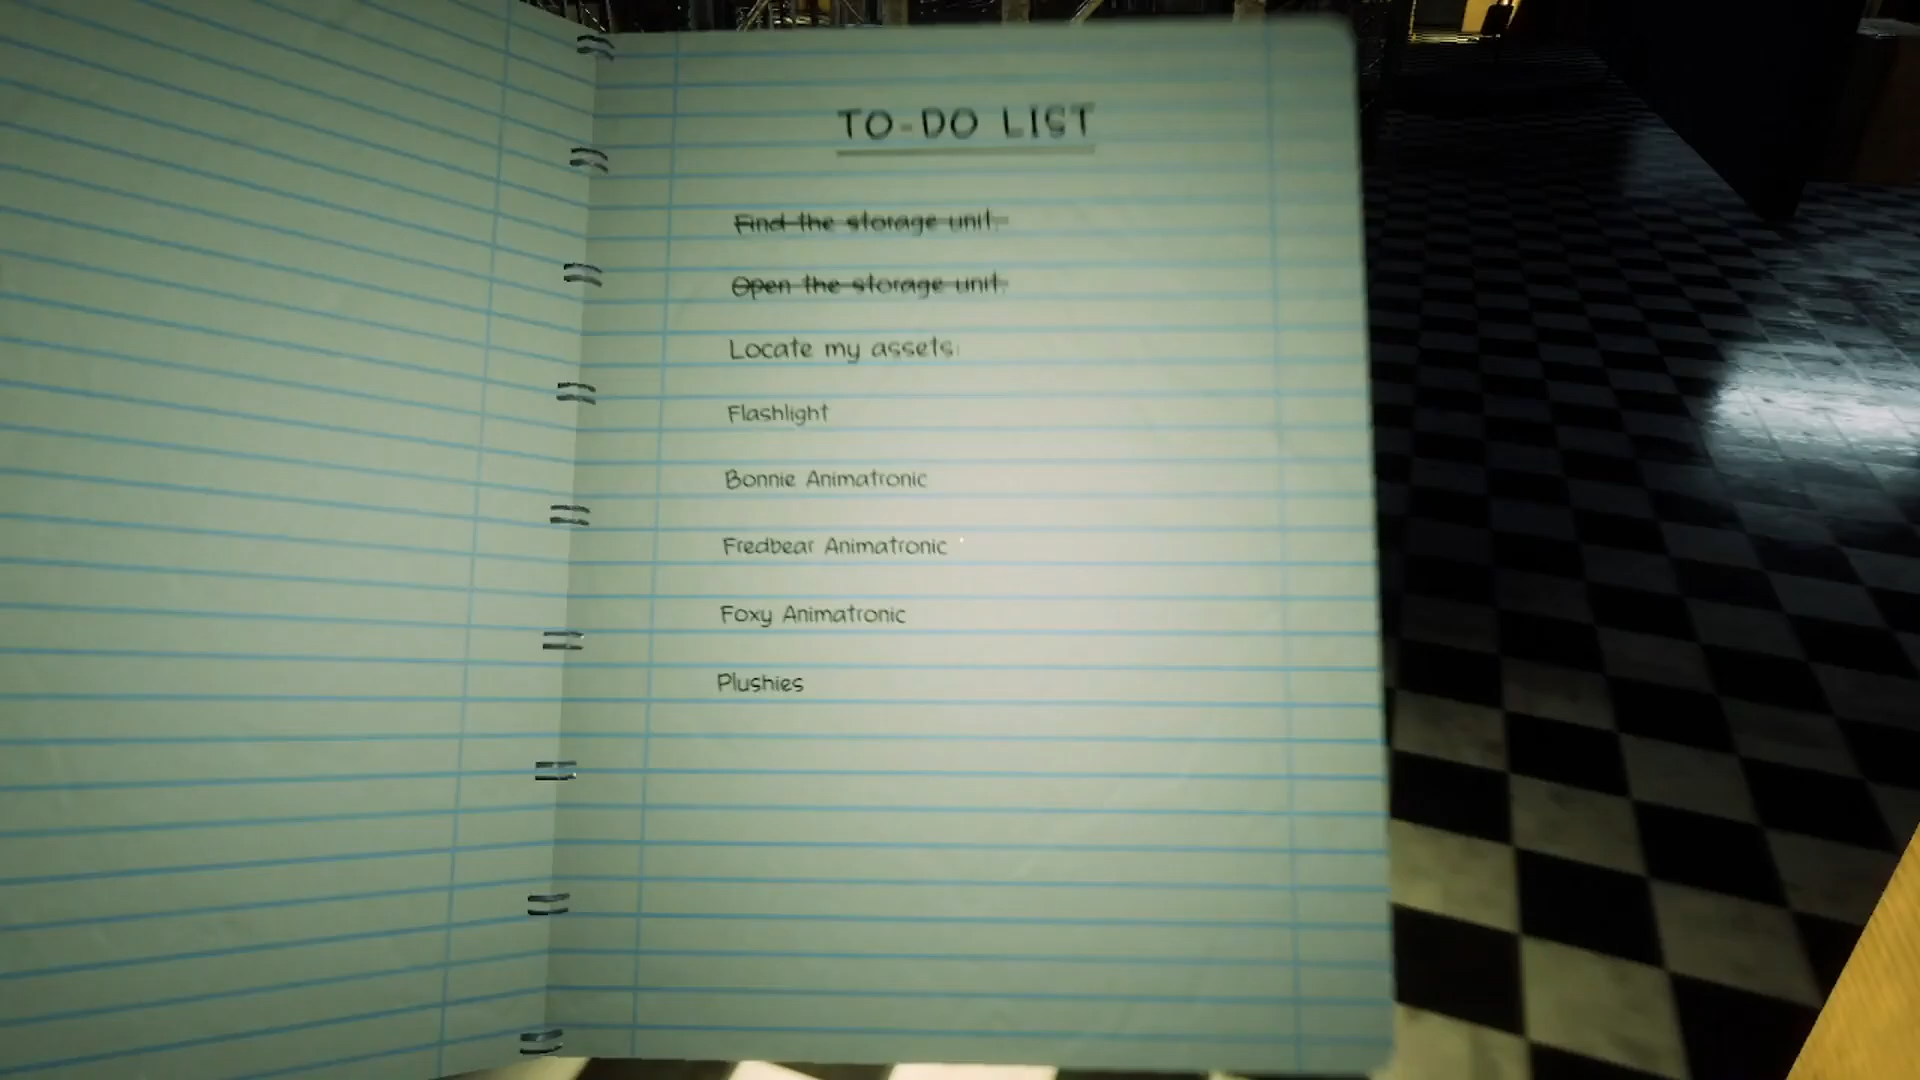 TO-DO LIST
Find the storage unit.
Open the storage unit.
Locate my assets:
Flashlight
Bonnie Animatronic
Fredbear Animatronic
Foxy Animatronic
Plushies